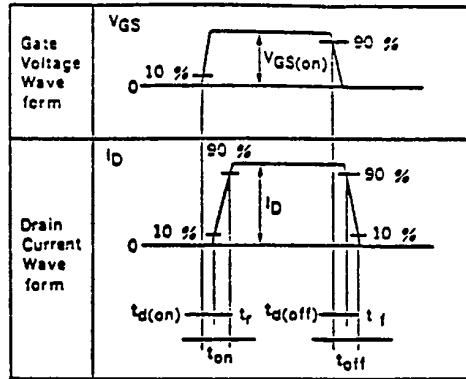 Gate
Voltage
Wave
form
VGS
10 %
VGS(on)
90 %
0
Drain
Current
Wave
form
ID
90 %
10 %
ID
90 %
10 %
0
td(on)
tr
td(off)
tf
ton
toff